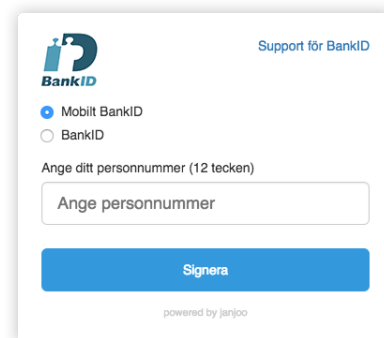 BankID
Support för BankID
Mobilt BankID
BankID
Ange ditt personnummer (12 tecken)
Ange personnummer
Signera
powered by janjoo